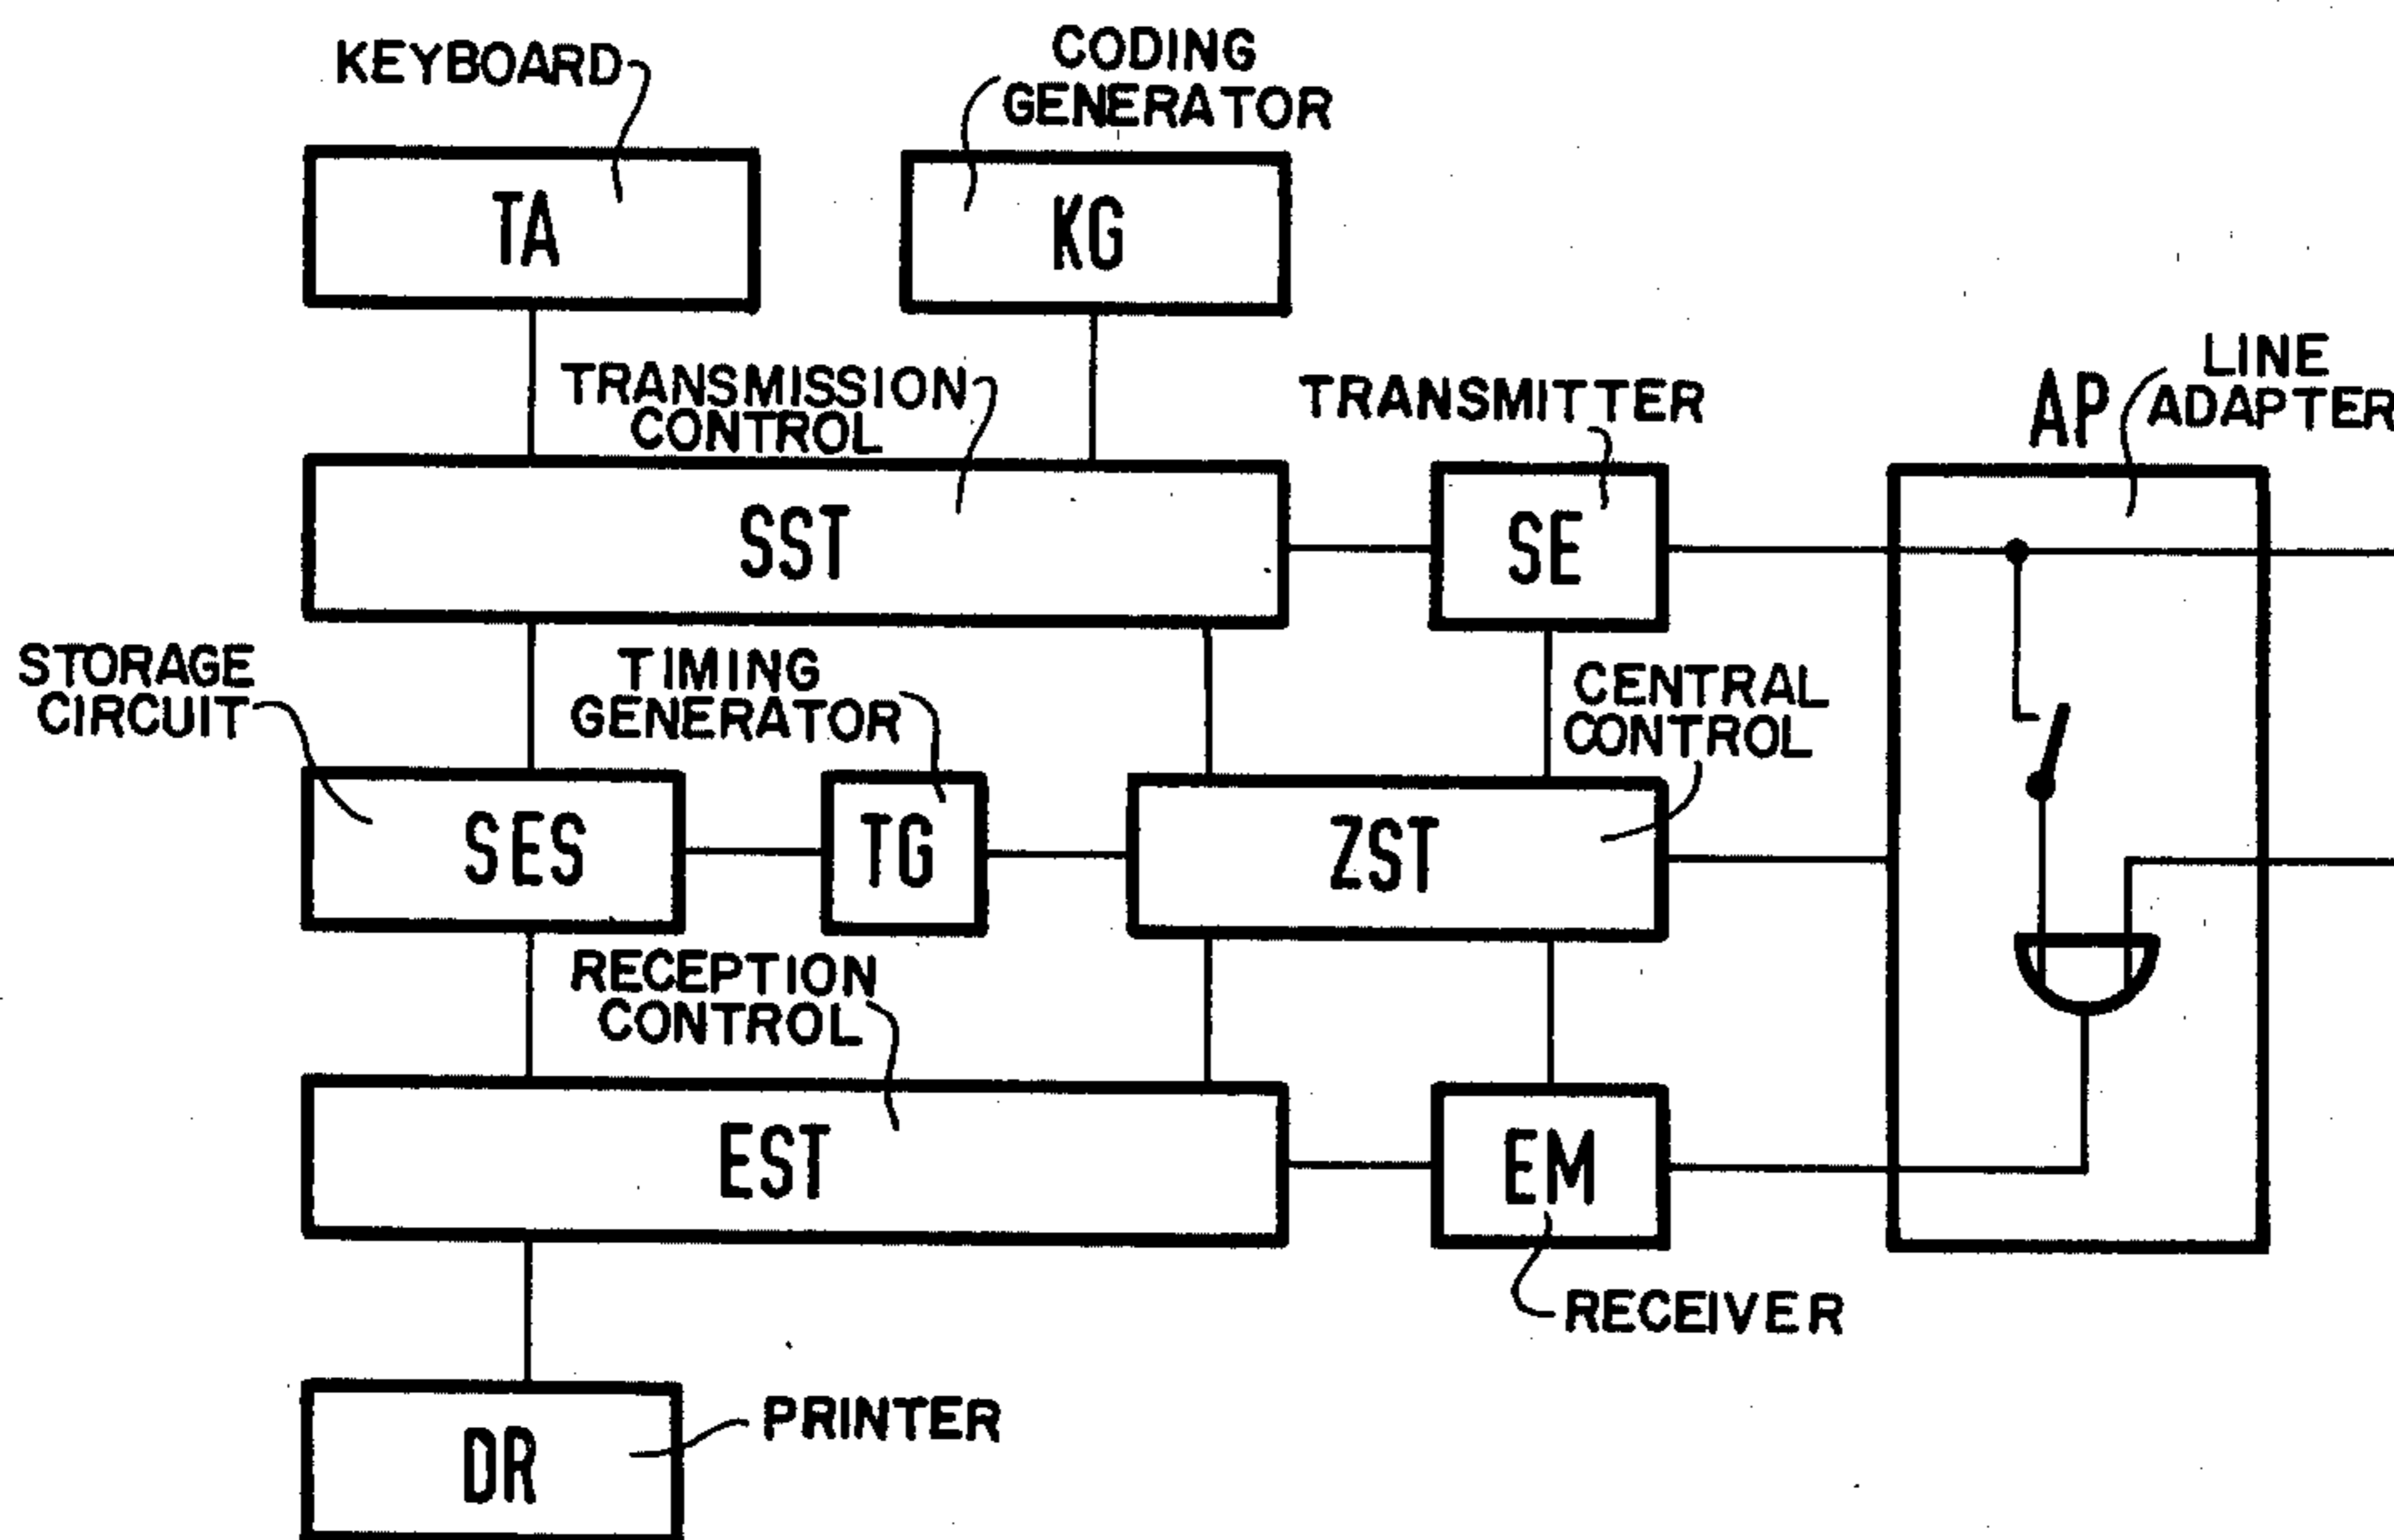 KEYBOARD
CODING
GENERATOR
TA
KG
TRANSMISSION
CONTROL
TRANSMITTER
AP
LINE
ADAPTER
SST
SE
STORAGE
CIRCUIT
TIMING
GENERATOR
CENTRAL
CONTROL
SES
TG
ZST
RECEPTION
CONTROL
EST
EM
RECEIVER
DR
PRINTER